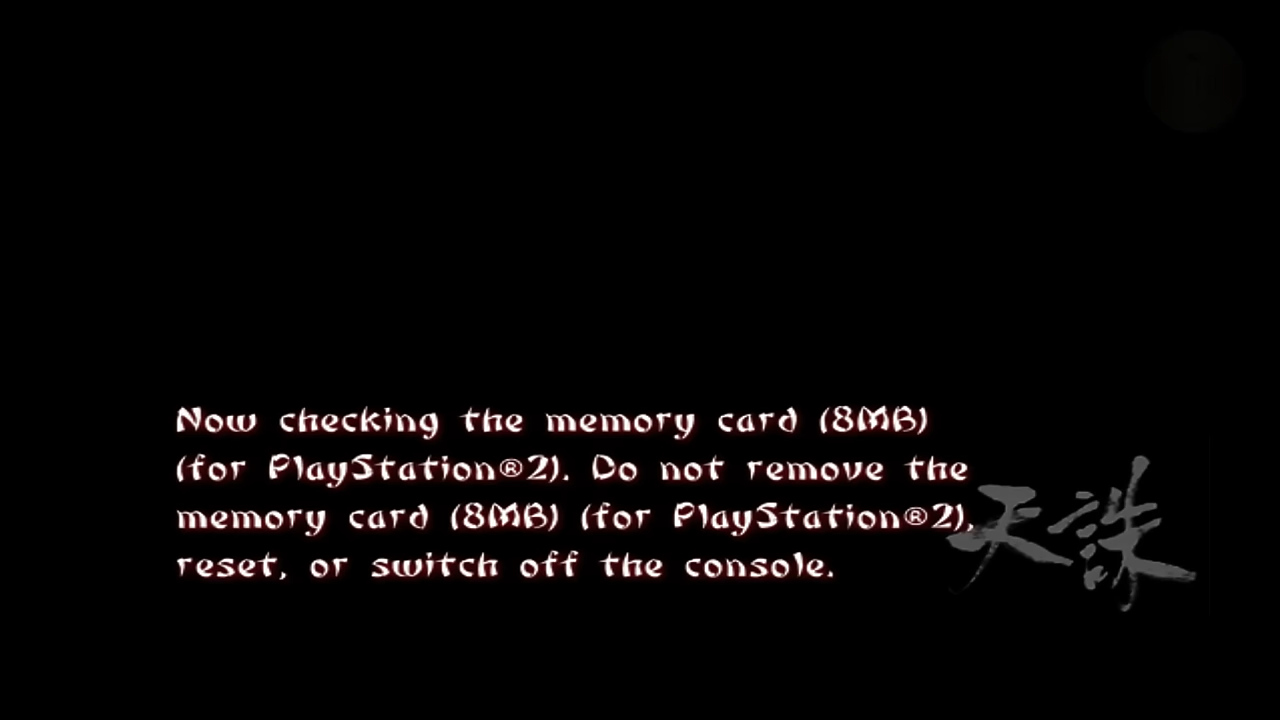 Now checking the memory card (8MB)
(for PlayStation®2). Do not remove the
memory card (8MB) (for PlayStation®2),
reset, or switch off the console.
天誅